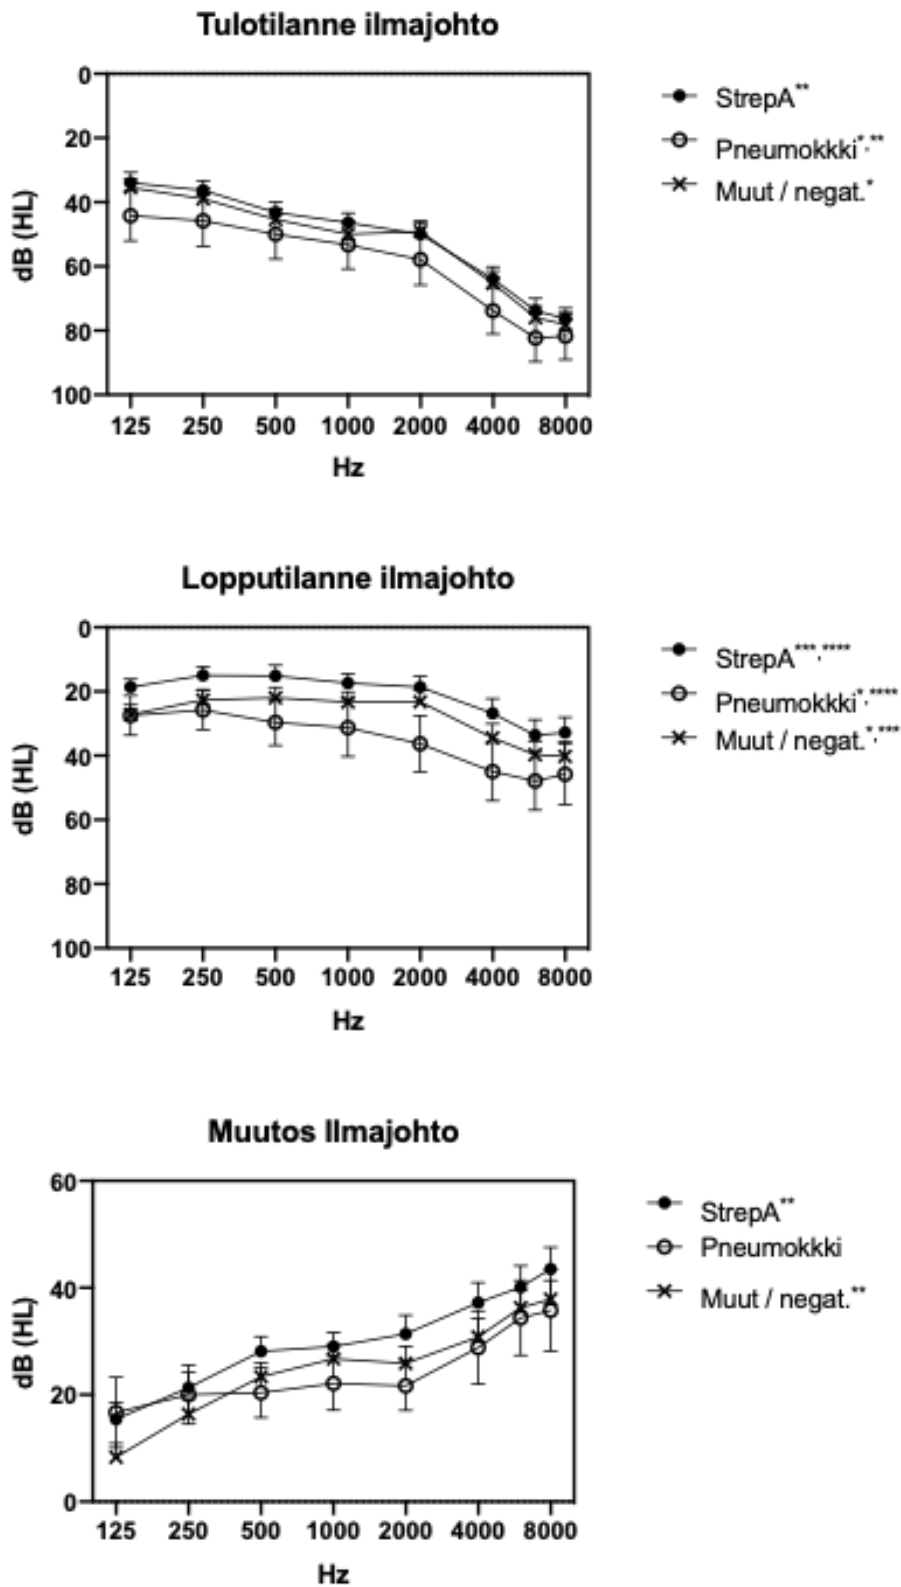 Tulotilanne ilmajohto
0
20
40
60
80
100
dB (HL)
125 250 500 1000 2000 4000 8000
Hz
StrepA**
Pneumokkki*,**
Muut / negat.*
Lopputilanne ilmajohto
0
20
40
60
80
100
dB (HL)
125 250 500 1000 2000 4000 8000
Hz
StrepA***,****
Pneumokkki*,****
Muut / negat.*,***
Muutos Ilmajohto
60
40
20
0
dB (HL)
125 250 500 1000 2000 4000 8000
Hz
StrepA**
Pneumokkki
Muut / negat.**